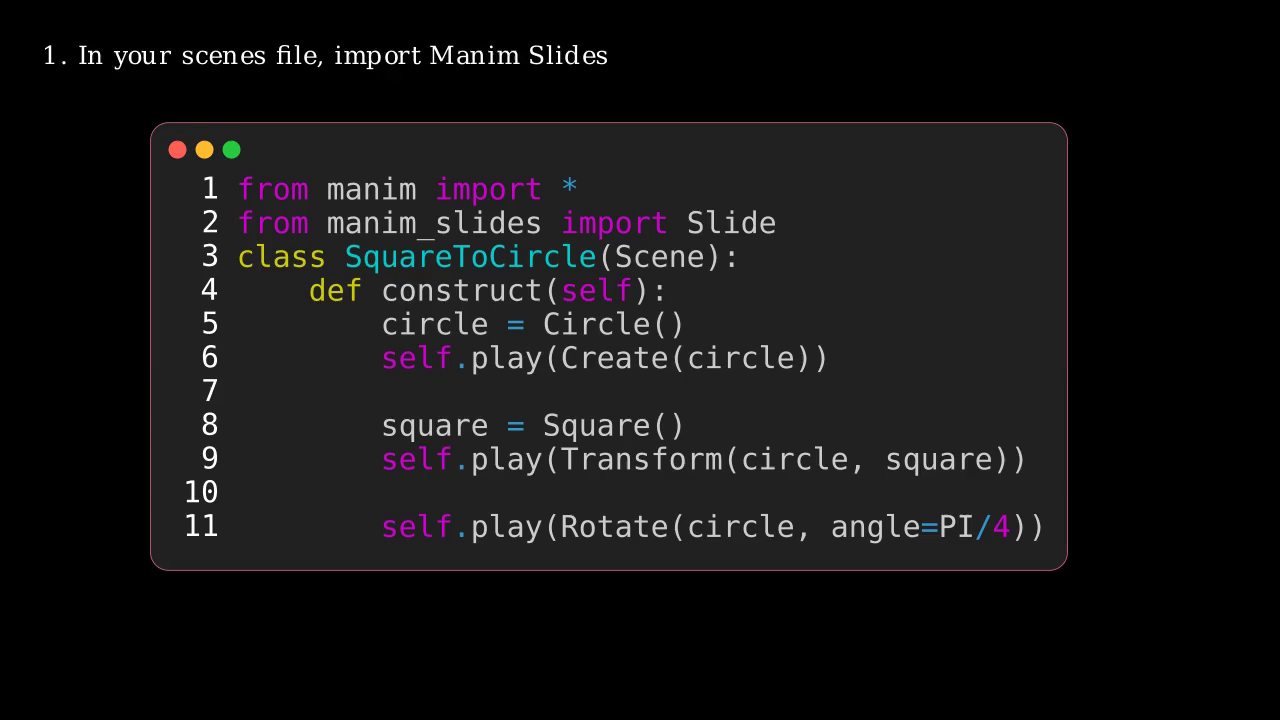 1. In your scenes file, import Manim Slides
1 from manim import *
2 from manim_slides import Slide
3 class SquareToCircle(Scene):
4     def construct(self):
5         circle = Circle()
6         self.play(Create(circle))
7
8         square = Square()
9         self.play(Transform(circle, square))
10
11         self.play(Rotate(circle, angle=PI/4))